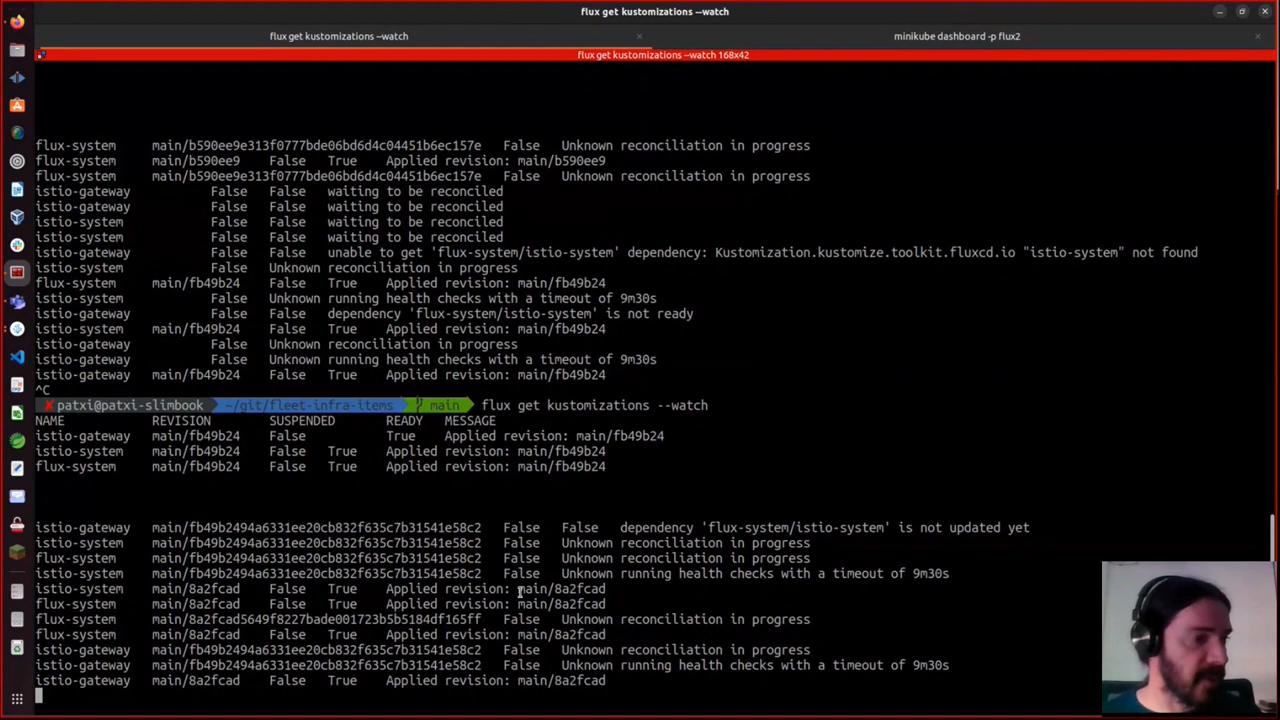 flux get kustomizations --watch
flux get kustomizations --watch
minikube dashboard -p flux2
flux get kustomizations --watch 168x42
flux-system main/b590ee9e313f0777bde06bd6d4c04451b6ec157e False Unknown reconciliation in progress
flux-system main/b590ee9 False True Applied revision: main/b590ee9
flux-system main/b590ee9e313f0777bde06bd6d4c04451b6ec157e False Unknown reconciliation in progress
istio-gateway False False waiting to be reconciled
istio-gateway False False waiting to be reconciled
istio-system False False waiting to be reconciled
istio-system False False waiting to be reconciled
istio-gateway False False unable to get 'flux-system/istio-system' dependency: Kustomization.kustomize.toolkit.fluxcd.io "istio-system" not found
istio-system False Unknown reconciliation in progress
flux-system main/fb49b24 False True Applied revision: main/fb49b24
istio-system False Unknown running health checks with a timeout of 9m30s
istio-gateway False False dependency 'flux-system/istio-system' is not ready
istio-system main/fb49b24 False True Applied revision: main/fb49b24
istio-gateway False Unknown reconciliation in progress
istio-gateway False Unknown running health checks with a timeout of 9m30s
istio-gateway main/fb49b24 False True Applied revision: main/fb49b24
^C
✘ patxi@patxi-slimbook ~/git/fleet-infra-items main flux get kustomizations --watch
NAME REVISION SUSPENDED READY MESSAGE
istio-gateway main/fb49b24 False True Applied revision: main/fb49b24
istio-system main/fb49b24 False True Applied revision: main/fb49b24
flux-system main/fb49b24 False True Applied revision: main/fb49b24
istio-gateway main/fb49b2494a6331ee20cb832f635c7b31541e58c2 False False dependency 'flux-system/istio-system' is not updated yet
istio-system main/fb49b2494a6331ee20cb832f635c7b31541e58c2 False Unknown reconciliation in progress
flux-system main/fb49b2494a6331ee20cb832f635c7b31541e58c2 False Unknown reconciliation in progress
istio-system main/fb49b2494a6331ee20cb832f635c7b31541e58c2 False Unknown running health checks with a timeout of 9m30s
istio-system main/8a2fcad False True Applied revision: main/8a2fcad
flux-system main/8a2fcad False True Applied revision: main/8a2fcad
flux-system main/8a2fcad5649f8227bade001723b5b5184df165ff False Unknown reconciliation in progress
flux-system main/8a2fcad False True Applied revision: main/8a2fcad
istio-gateway main/fb49b2494a6331ee20cb832f635c7b31541e58c2 False Unknown reconciliation in progress
istio-gateway main/fb49b2494a6331ee20cb832f635c7b31541e58c2 False Unknown running health checks with a timeout of 9m30s
istio-gateway main/8a2fcad False True Applied revision: main/8a2fcad